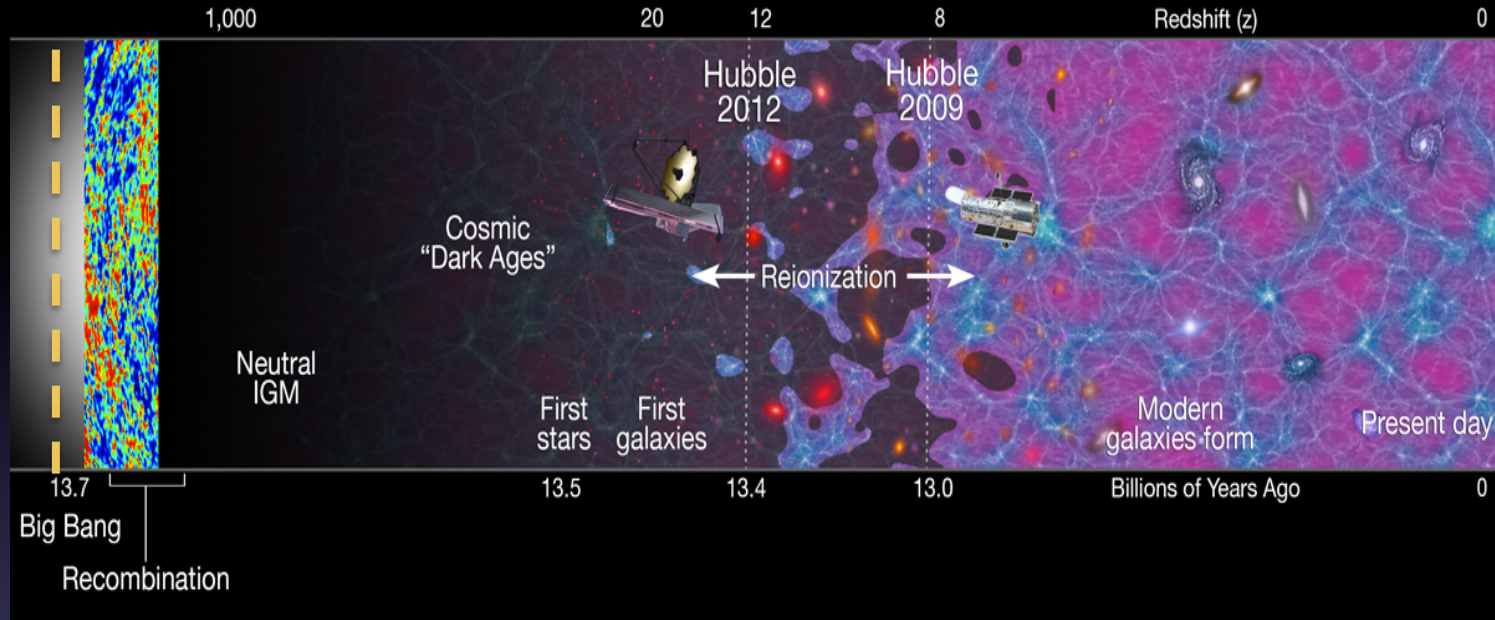 1,000 20 12 8 Redshift (z) 0
Hubble
2012
Hubble
2009
Cosmic
“Dark Ages”
Reionization
Neutral
IGM
First
stars
First
galaxies
Modern
galaxies form
Present day
13.7 13.5 13.4 13.0 Billions of Years Ago 0
Big Bang
Recombination